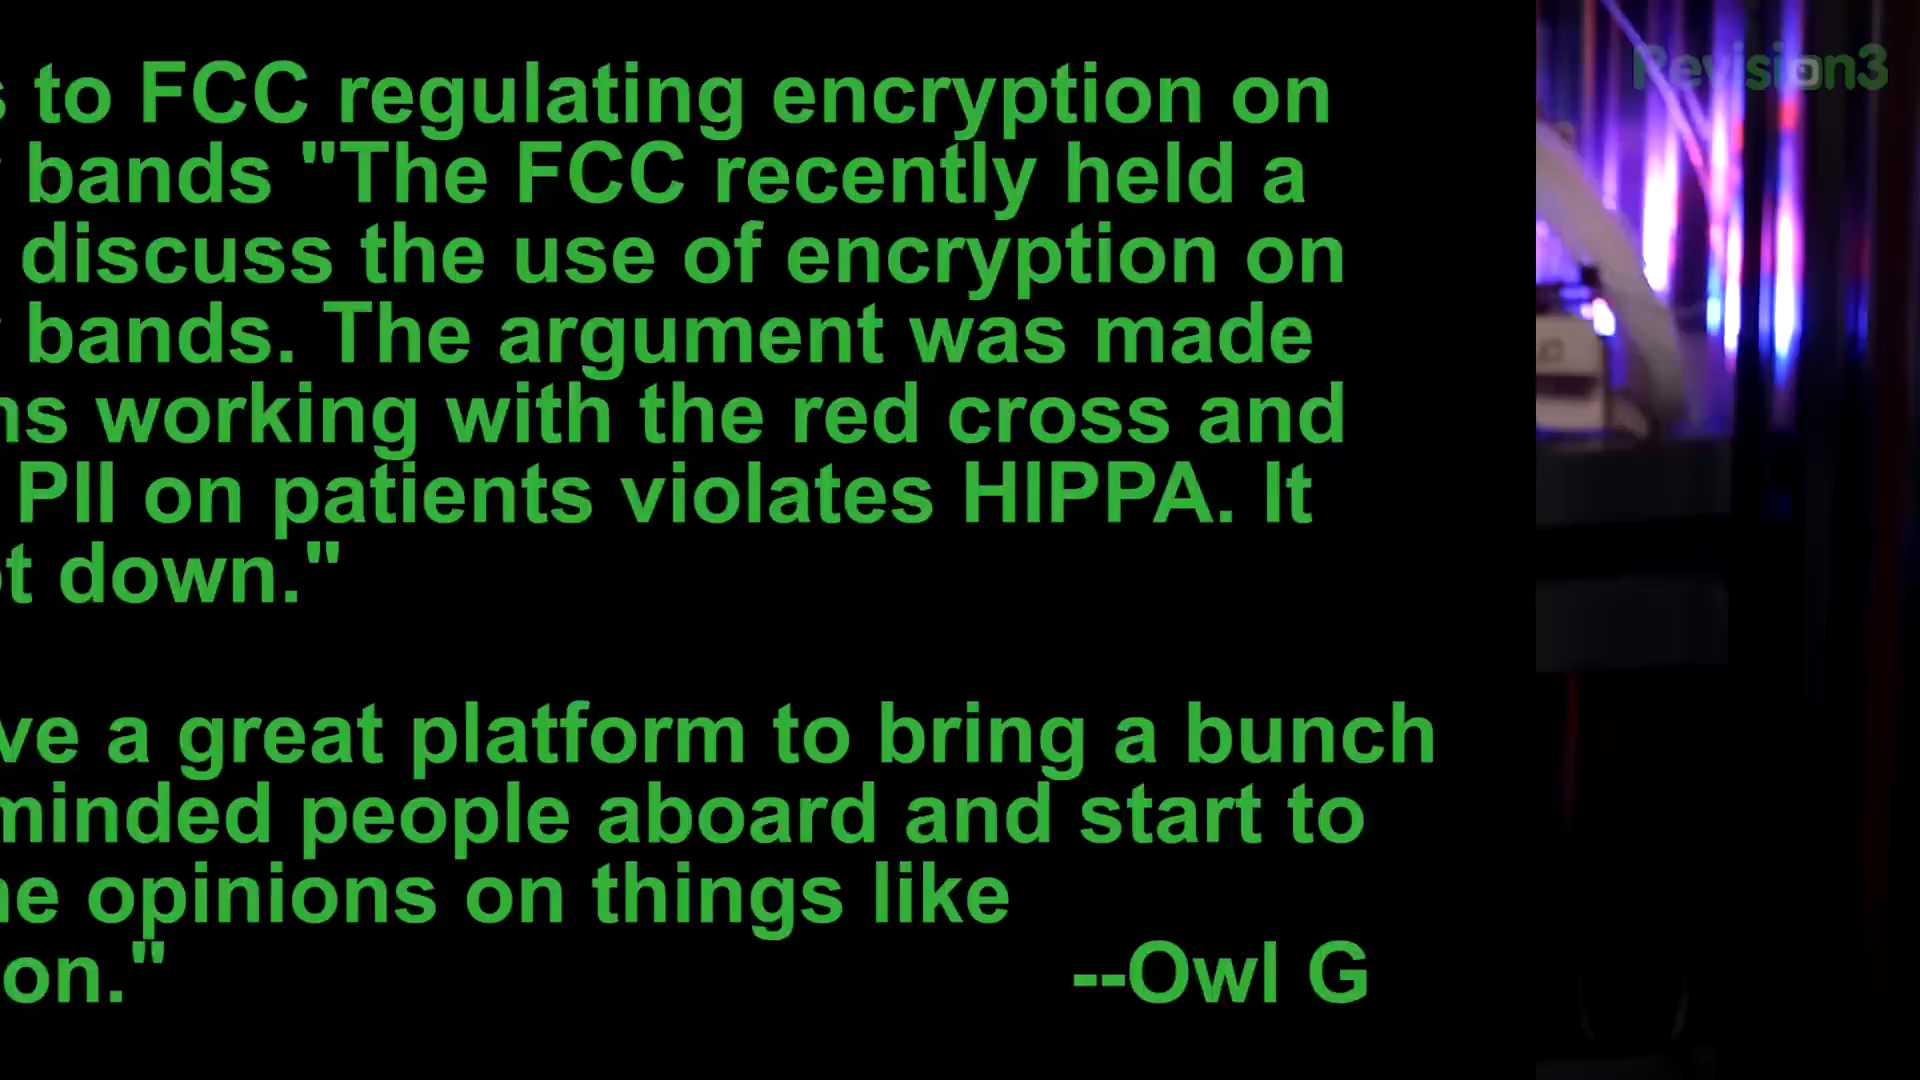 to FCC regulating encryption on
bands "The FCC recently held a
discuss the use of encryption on
bands. The argument was made
working with the red cross and
PII on patients violates HIPPA. It
down."
a great platform to bring a bunch
minded people aboard and start to
opinions on things like
on."
--Owl G
Revision3